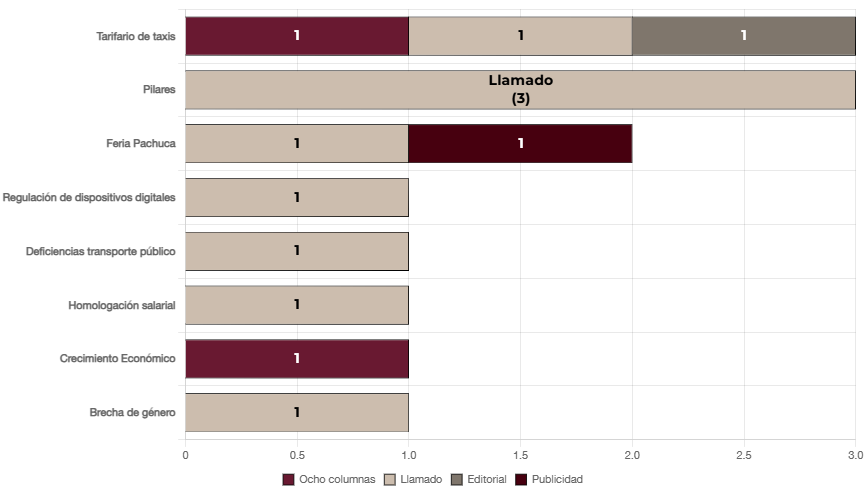 Tarifario de taxis 1 1 1
Pilares Llamado
(3)
Feria Pachuca 1 1
Regulación de dispositivos digitales 1
Deficiencias transporte público 1
Homologación salarial 1
Crecimiento Económico 1
Brecha de género 1
0 0.5 1.0 1.5 2.0 2.5 3.0
Ocho columnas Llamado Editorial Publicidad